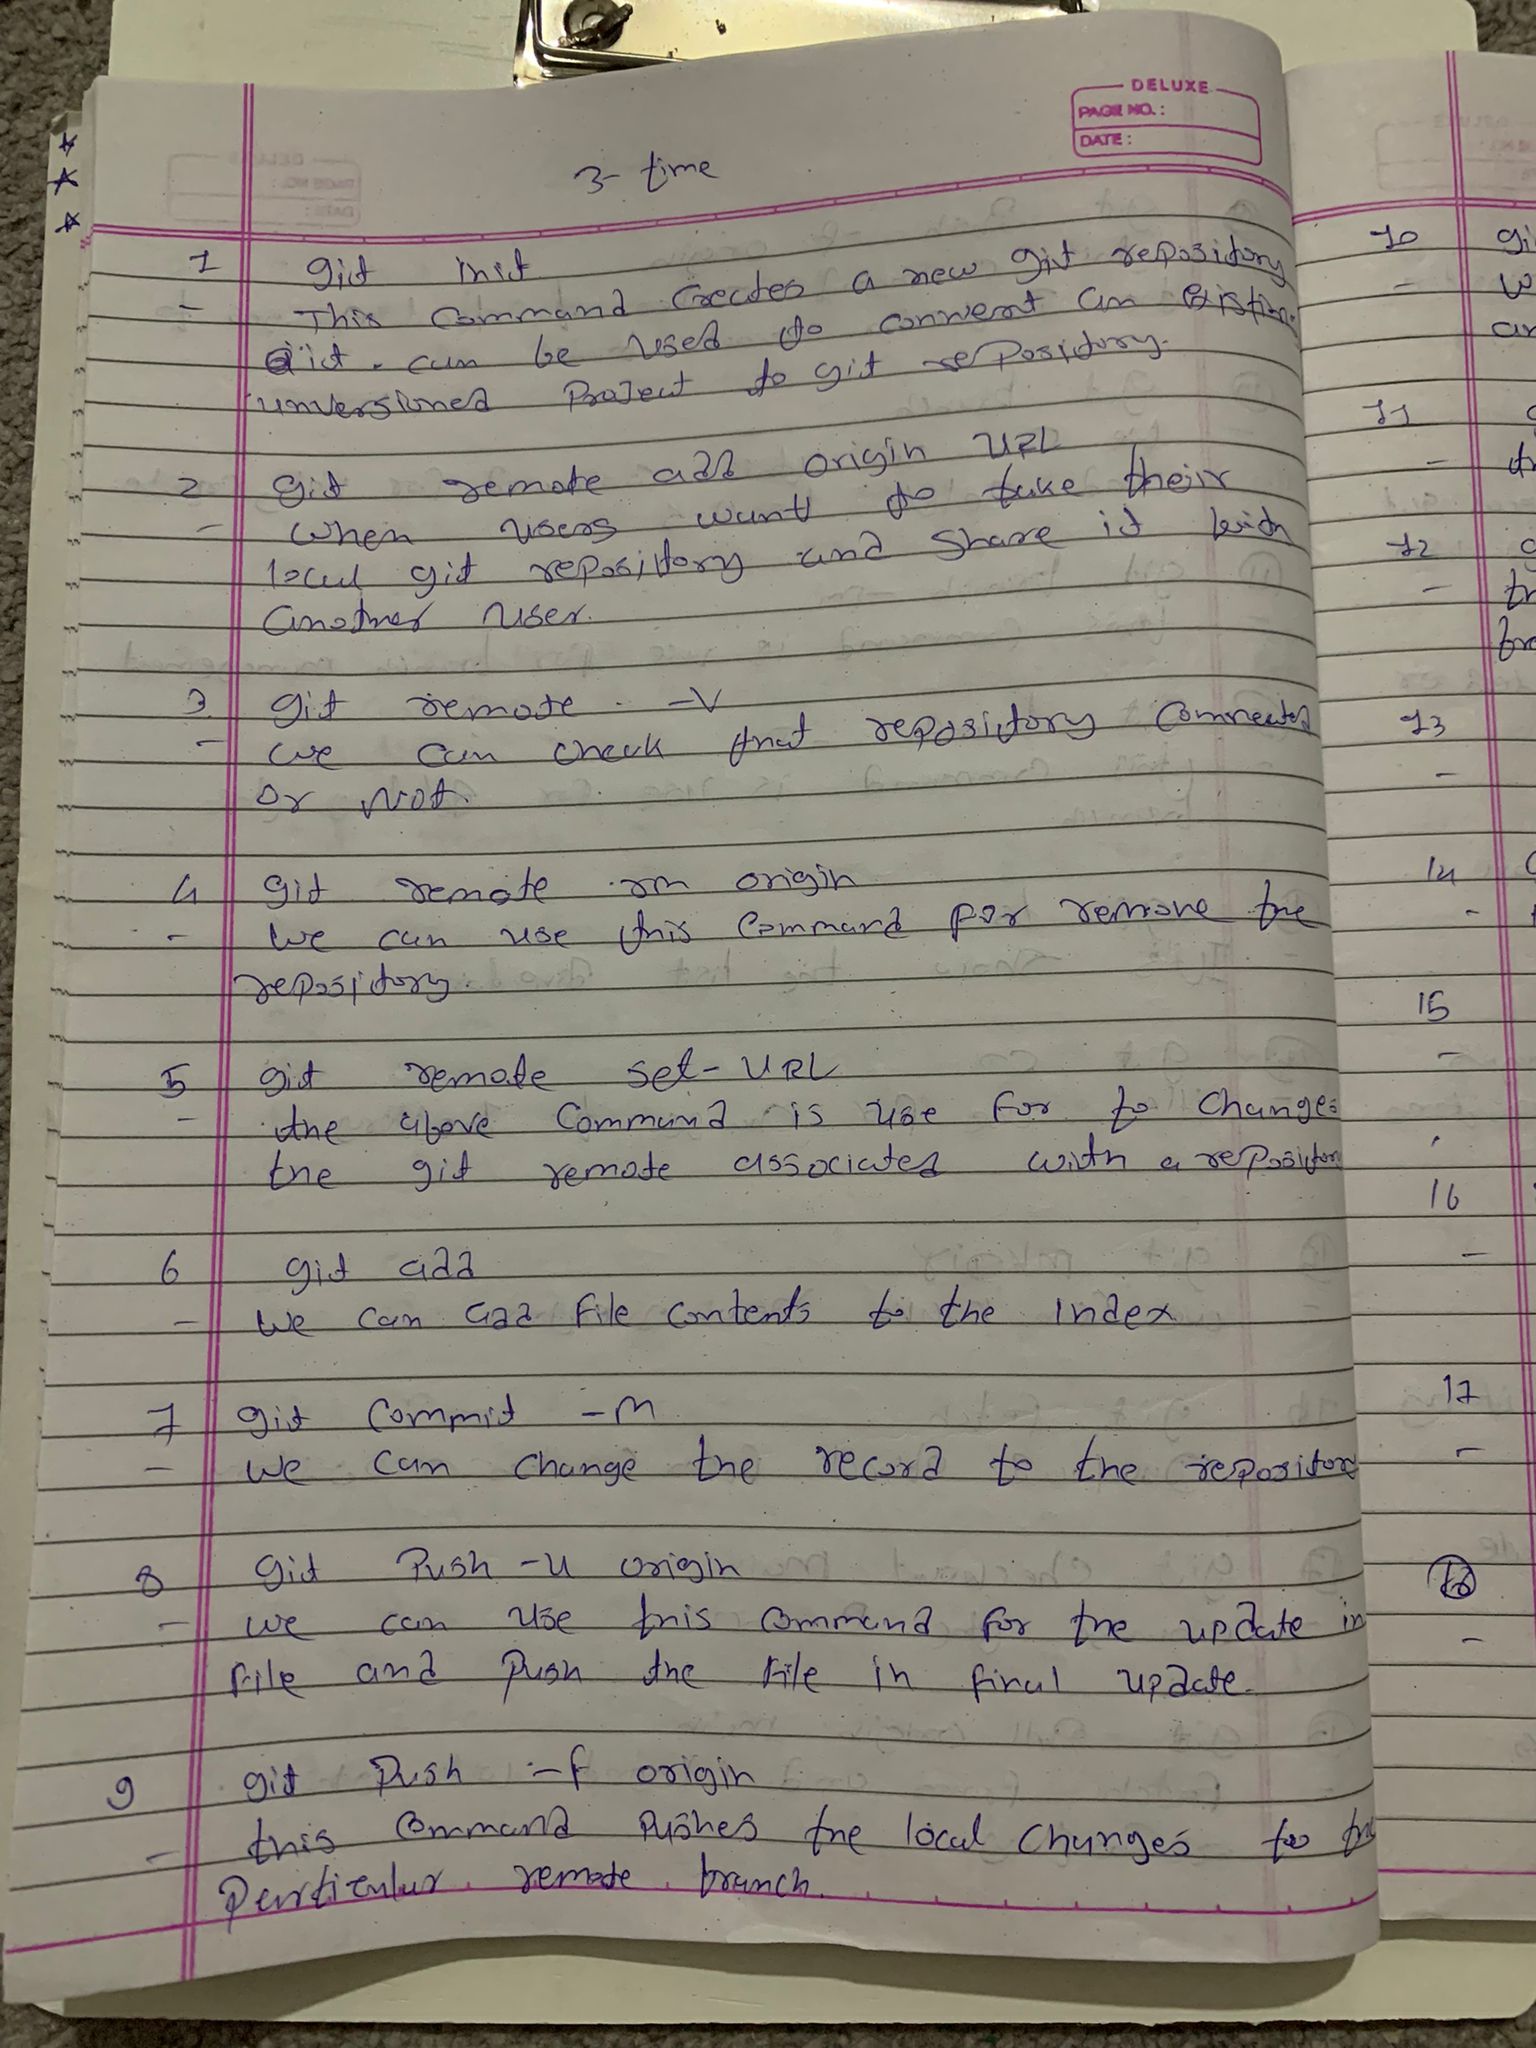 DELUXE
PAGE NO.:
DATE:
3- time
1 git init
- This command creates a new git repository
it can be used to convert an existing
unversioned Project to git repository.
2 git remote add origin URL
- when users want to take their
local git repository and share it with
another user.
3 git remote -v
- we can check that repository connected
or not.
4 git remote rm origin
- we can use this command for remove the
repository.
5 git remote set-URL
- the above command is use for to changes
the git remote associated with a repository
6 git add
- we can add file contents to the index
7 git commit -m
- we can change the record to the repository
8 git Push -u origin
- we can use this command for the update in
file and push the file in final update.
9 git Push -f origin
- this command pushes the local changes to the
particular remote branch.
10 gi
-
an
11
-
12 g
-
13
-
14
-
15
-
16
-
17
-
18
-